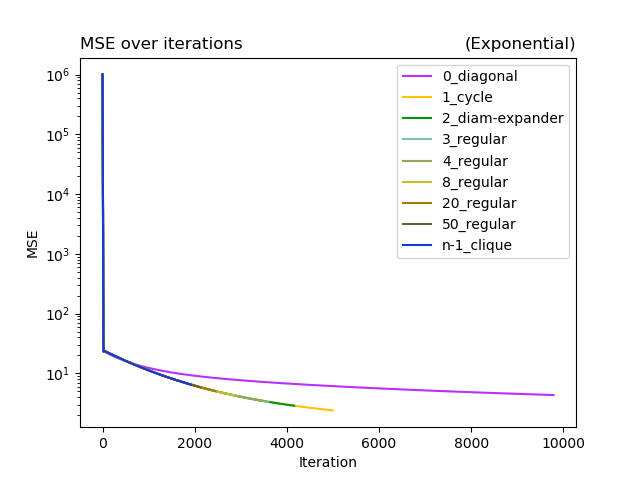 MSE over iterations (Exponential)
10^6
10^5
10^4
10^3
10^2
10^1
MSE
0_diagonal
1_cycle
2_diam-expander
3_regular
4_regular
8_regular
20_regular
50_regular
n-1_clique
0 2000 4000 6000 8000 10000
Iteration